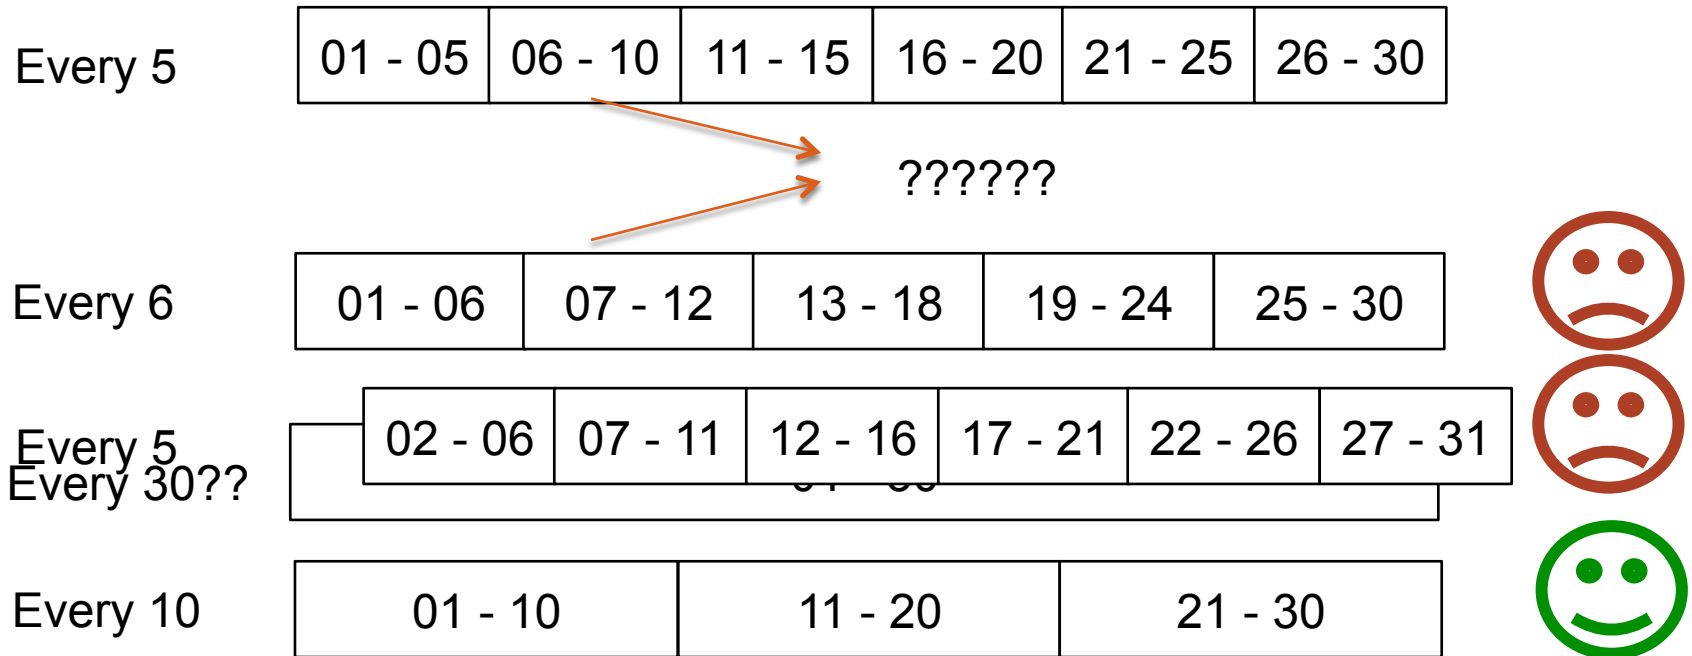 Every 5 01 - 05 06 - 10 11 - 15 16 - 20 21 - 25 26 - 30
??????
Every 6 01 - 06 07 - 12 13 - 18 19 - 24 25 - 30
Every 5 02 - 06 07 - 11 12 - 16 17 - 21 22 - 26 27 - 31
Every 30??
Every 10 01 - 10 11 - 20 21 - 30